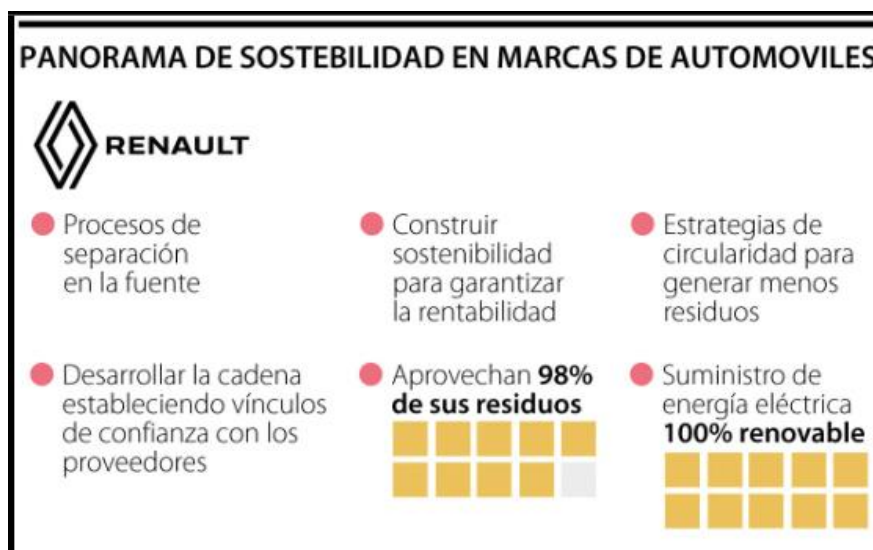 PANORAMA DE SOSTEBILIDAD EN MARCAS DE AUTOMOVILES
RENAULT
Procesos de
separación
en la fuente
Construir
sostenibilidad
para garantizar
la rentabilidad
Estrategias de
circularidad para
generar menos
residuos
Desarrollar la cadena
estableciendo vínculos
de confianza con los
proveedores
Aprovechan 98%
de sus residuos
Suministro de
energía eléctrica
100% renovable